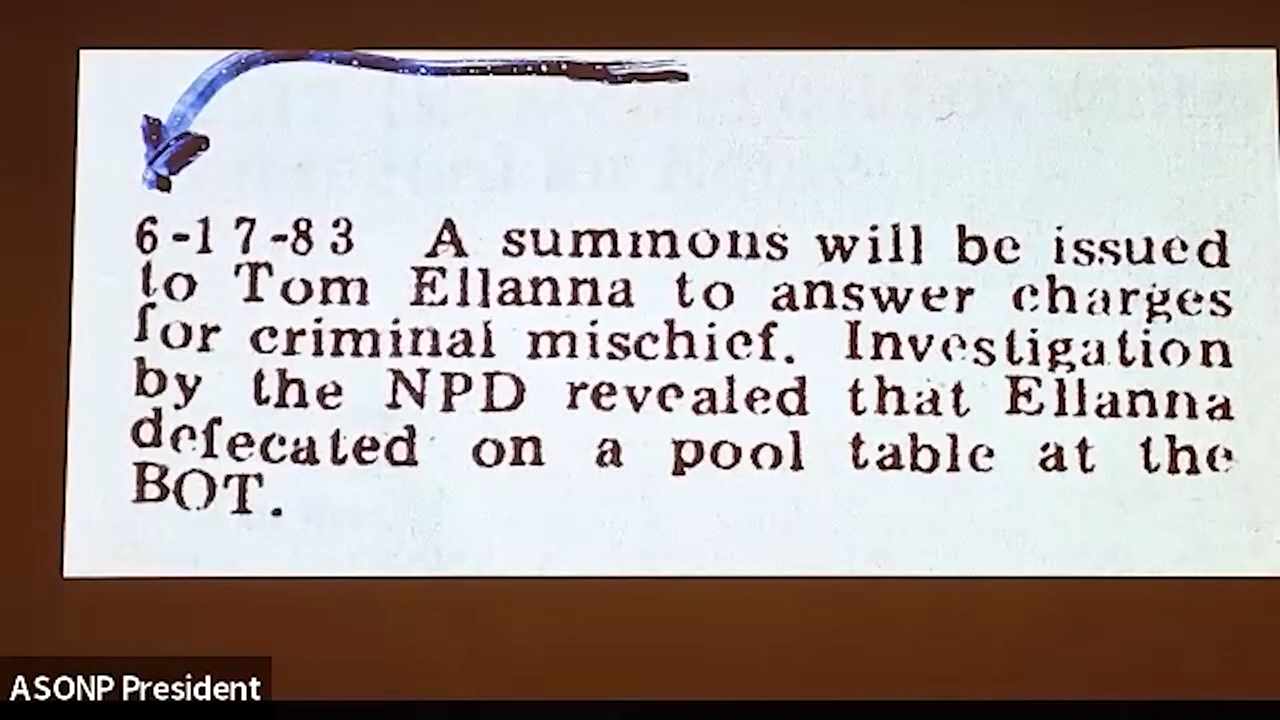 6-17-83 A summons will be issued
to Tom Ellanna to answer charges
for criminal mischief. Investigation
by the NPD revealed that Ellanna
defecated on a pool table at the
BOT.
ASONP President